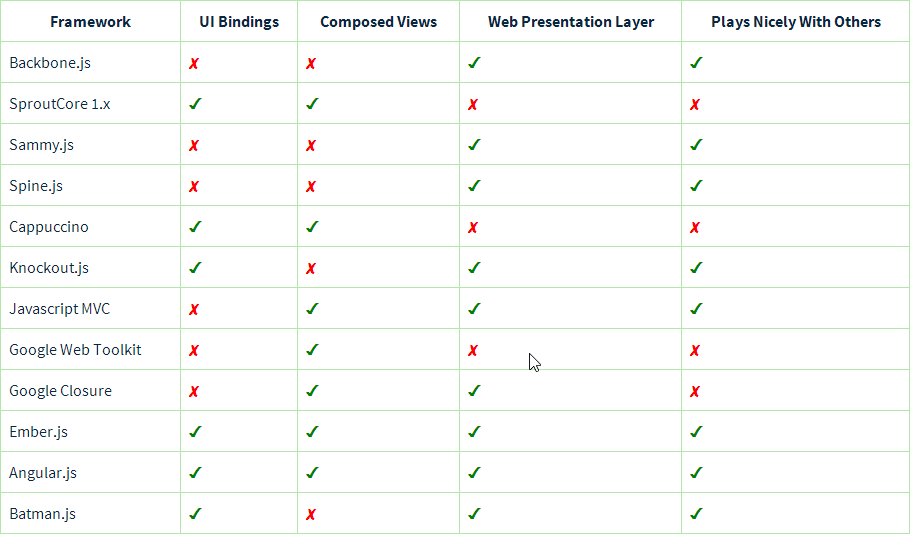 Framework UI Bindings Composed Views Web Presentation Layer Plays Nicely With Others
Backbone.js ✗ ✗ ✓ ✓
SproutCore 1.x ✓ ✓ ✗ ✗
Sammy.js ✗ ✗ ✓ ✓
Spine.js ✗ ✗ ✓ ✓
Cappuccino ✓ ✓ ✗ ✗
Knockout.js ✓ ✗ ✓ ✓
Javascript MVC ✗ ✓ ✓ ✓
Google Web Toolkit ✗ ✓ ✗ ✗
Google Closure ✗ ✓ ✓ ✗
Ember.js ✓ ✓ ✓ ✓
Angular.js ✓ ✓ ✓ ✓
Batman.js ✓ ✗ ✓ ✓